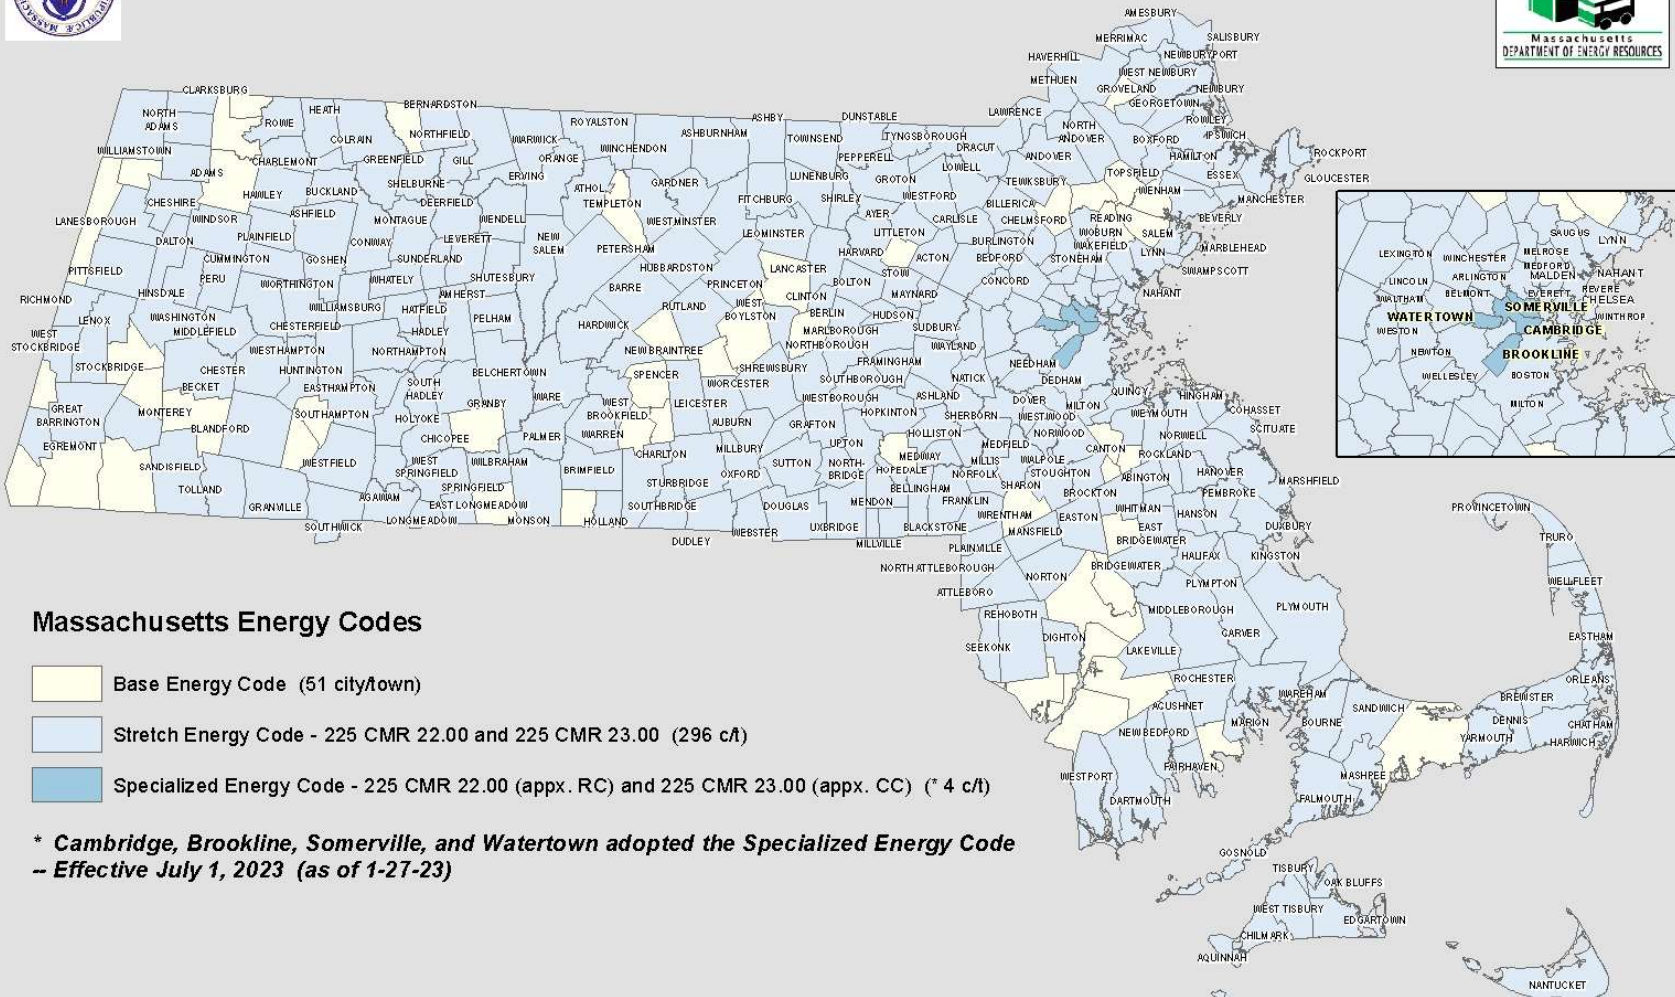 Massachusetts
DEPARTMENT OF ENERGY RESOURCES
AMESBURY
MERRIMAC
SALISBURY
HAVERHILL
NEWBURYPORT
METHUEN
WEST NEWBURY
GROVELAND
NEWBURY
GEORGETOWN
CLARKSBURG
NORTH ADAMS
ROWE
HEATH
BERNARDSTON
COLRAIN
NORTHFIELD
WARWICK
ROYALSTON
WINCHENDON
ASHBURNHAM
ASHBY
TOWNSEND
DUNSTABLE
TYNGSBOROUGH
PEPPERELL
DRACUT
LAWRENCE
NORTH ANDOVER
ROWLEY
BOXFORD
IPSWICH
WILLIAMSTOWN
ADAMS
CHARLEMONT
GREENFIELD
GILL
ORANGE
ERVING
ATHOL
TEMPLETON
GARDNER
LUNENBURG
GROTON
LOWELL
ANDOVER
HAMILTON
ROCKPORT
ESSEX
GLOUCESTER
CHESHIRE
HAWLEY
BUCKLAND
SHELBURNE
DEERFIELD
FITCHBURG
SHIRLEY
WESTFORD
TEWKSBURY
TOPSFIELD
WENHAM
MANCHESTER
LANESBOROUGH
WINDSOR
ASHFIELD
MONTAGUE
WENDELL
WESTMINSTER
AYER
CARLISLE
BILLERICA
CHELMSFORD
READING
BEVERLY
DALTON
PLAINFIELD
CONWAY
LEVERETT
NEW SALEM
PETERSHAM
LEOMINSTER
LITTLETON
HARVARD
ACTON
BURLINGTON
BEDFORD
WOBURN
WAKEFIELD
STONEHAM
SALEM
LYNN
MARBLEHEAD
SWAMPSCOTT
PITTSFIELD
CUMMINGTON
GOSHEN
SUNDERLAND
PERU
WORTHINGTON
WHATELY
SHUTESBURY
HUBBARDSTON
BARRE
PRINCETON
LANCASTER
STOW
BOLTON
CONCORD
RICHMOND
HINSDALE
WILLIAMSBURG
AMHERST
HATFIELD
RUTLAND
WEST BOYLSTON
CLINTON
BERLIN
MAYNARD
HUDSON
NAHANT
LENOX
WASHINGTON
MIDDLEFIELD
CHESTERFIELD
HADLEY
PELHAM
HARDWICK
MARLBOROUGH
SUDBURY
WEST STOCKBRIDGE
WESTHAMPTON
NORTHAMPTON
NEW BRAINTREE
NORTHBOROUGH
WAYLAND
STOCKBRIDGE
CHESTER
HUNTINGTON
BELCHERTOWN
SPENCER
SHREWSBURY
WORCESTER
FRAMINGHAM
SOUTHBOROUGH
NATICK
NEEDHAM
DEDHAM
BECKET
EASTHAMPTON
SOUTH HADLEY
WARE
WEST BROOKFIELD
LEICESTER
WESTBOROUGH
ASHLAND
DOVER
MILTON
QUINCY
HINGHAM
COHASSET
SCITUATE
GREAT BARRINGTON
MONTEREY
BLANDFORD
SOUTHAMPTON
HOLYOKE
GRANBY
AUBURN
GRAFTON
HOPKINTON
SHERBORN
WESTWOOD
WEYMOUTH
EGREMONT
CHICOPEE
PALMER
WARREN
MILLBURY
UPTON
HOLLISTON
MEDFIELD
NORWOOD
CANTON
NORWELL
ROCKLAND
SANDISFIELD
WESTFIELD
WEST SPRINGFIELD
WILBRAHAM
BRIMFIELD
CHARLTON
OXFORD
SUTTON
NORTH-BRIDGE
MEDWAY
HOPEDALE
MILLIS
WALPOLE
NORFOLK
STOUGHTON
SHARON
ABINGTON
HANOVER
MARSHFIELD
TOLLAND
GRANVILLE
AGAWAM
SPRINGFIELD
EAST LONGMEADOW
LONGMEADOW
MONSON
HOLLAND
STURBRIDGE
SOUTHBRIDGE
DOUGLAS
MENDON
BELLINGHAM
FRANKLIN
WRENTHAM
BROCKTON
WHITMAN
HANSON
PEMBROKE
SOUTHWICK
DUDLEY
WEBSTER
UXBRIDGE
MILLVILLE
BLACKSTONE
MANSFIELD
EASTON
EAST BRIDGEWATER
DUXBURY
PLAINVILLE
BRIDGEWATER
HALIFAX
KINGSTON
NORTH ATTLEBOROUGH
NORTON
PLYMPTON
ATTLEBORO
REHOBOTH
MIDDLEBOROUGH
PLYMOUTH
SEEKONK
DIGHTON
CARVER
LAKEVILLE
ROCHESTER
WAREHAM
ACUSHNET
MARION
BOURNE
SANDWICH
NEW BEDFORD
FAIRHAVEN
WESTPORT
DARTMOUTH
MASHPEE
FALMOUTH
GOSNOLD
PROVINCETOWN
TRURO
WELLFLEET
EASTHAM
ORLEANS
BREWSTER
DENNIS
CHATHAM
YARMOUTH
HARWICH
TISBURY
OAK BLUFFS
WEST TISBURY
EDGARTOWN
CHILMARK
AQUINNAH
NANTUCKET
SAUGUS
LYNN
LEXINGTON
WINCHESTER
MELROSE
MEDFORD
MALDEN
NAHANT
LINCOLN
ARLINGTON
BELMONT
EVERETT
REVERE
CHELSEA
WALTHAM
SOMERVILLE
WINTHROP
WATERTOWN
WESTON
CAMBRIDGE
NEWTON
BROOKLINE
WELLESLEY
BOSTON
MILTON
Massachusetts Energy Codes
Base Energy Code (51 city/town)
Stretch Energy Code - 225 CMR 22.00 and 225 CMR 23.00 (296 c/t)
Specialized Energy Code - 225 CMR 22.00 (appx. RC) and 225 CMR 23.00 (appx. CC) (* 4 c/t)
* Cambridge, Brookline, Somerville, and Watertown adopted the Specialized Energy Code
-- Effective July 1, 2023 (as of 1-27-23)